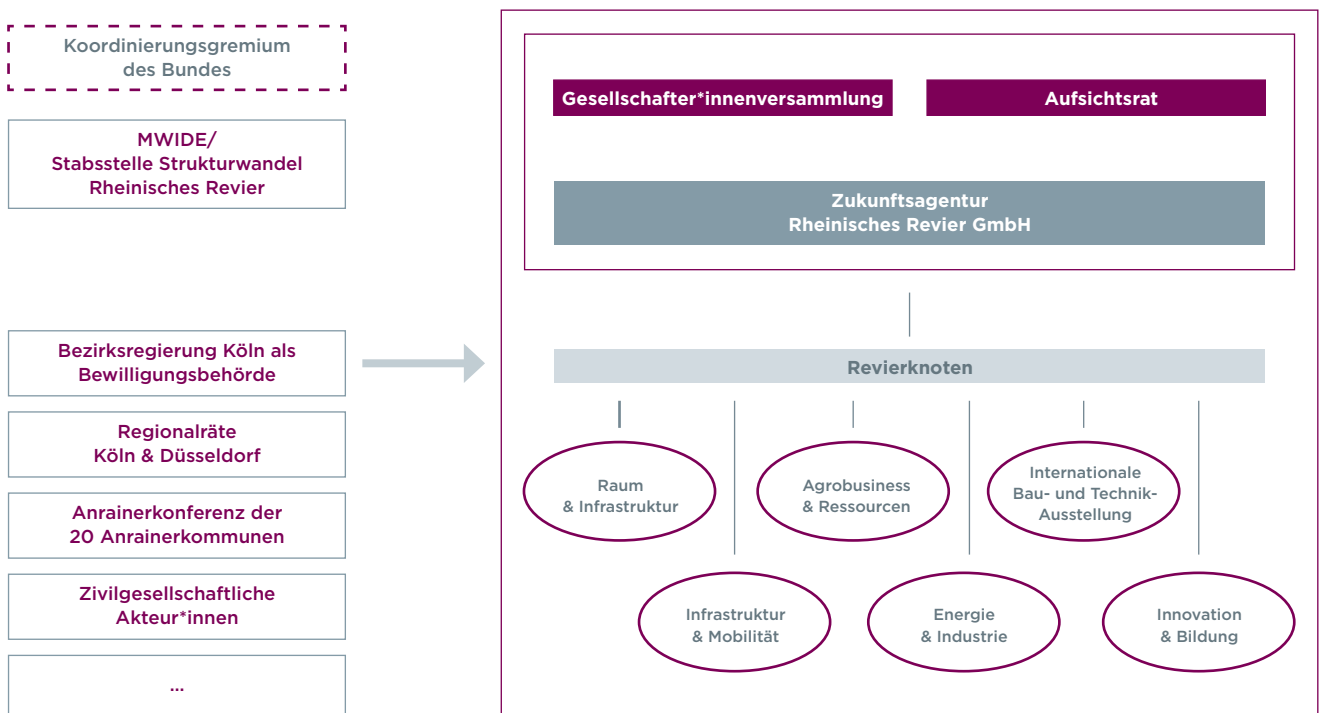 Koordinierungsgremium
des Bundes
MWIDE/
Stabsstelle Strukturwandel
Rheinisches Revier
Bezirksregierung Köln als
Bewilligungsbehörde
Regionalräte
Köln & Düsseldorf
Anrainerkonferenz der
20 Anrainerkommunen
Zivilgesellschaftliche
Akteur*innen
...
Gesellschafter*innenversammlung
Aufsichtsrat
Zukunftsagentur
Rheinisches Revier GmbH
Revierknoten
Raum
& Infrastruktur
Agrobusiness
& Ressourcen
Internationale
Bau- und Technik-
Ausstellung
Infrastruktur
& Mobilität
Energie
& Industrie
Innovation
& Bildung